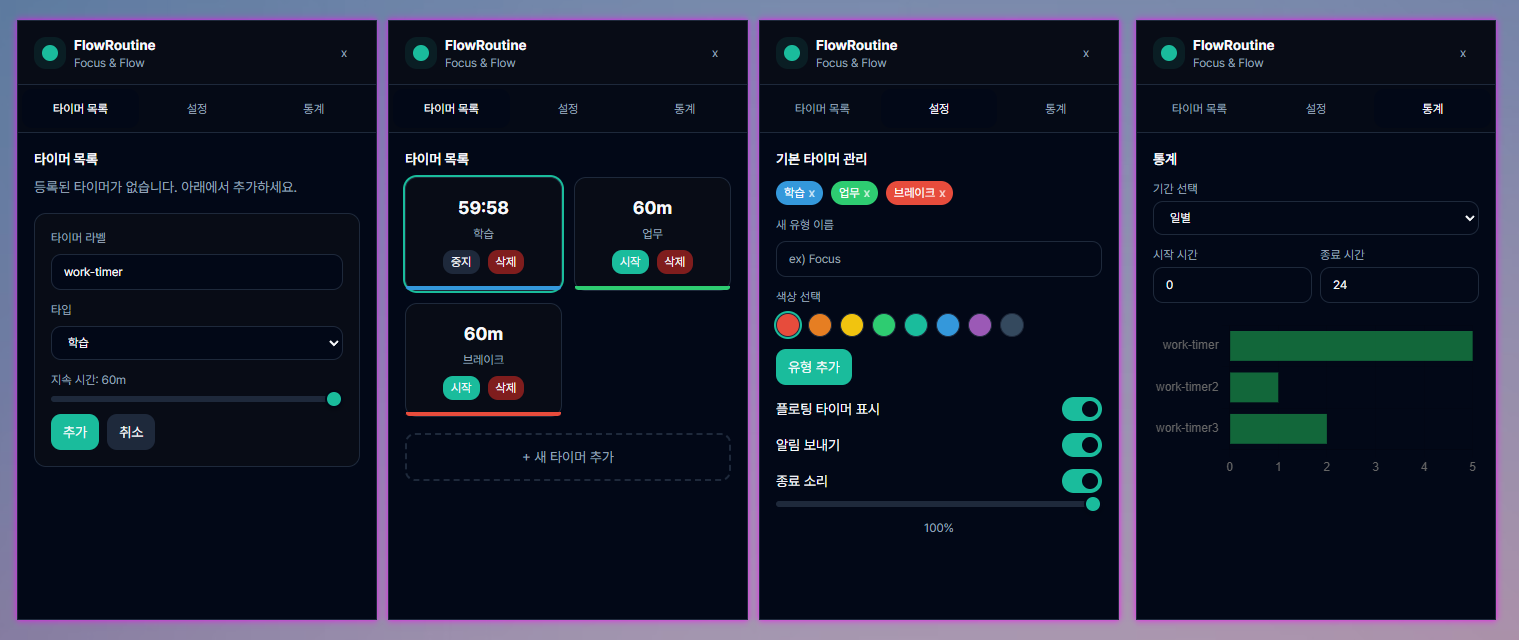 FlowRoutine
Focus & Flow
x
타이머 목록 설정 통계
타이머 목록
등록된 타이머가 없습니다. 아래에서 추가하세요.
타이머 라벨
work-timer
타입
학습
지속 시간: 60m
추가 취소
FlowRoutine
Focus & Flow
x
타이머 목록 설정 통계
타이머 목록
59:58
학습
중지 삭제
60m
업무
시작 삭제
60m
브레이크
시작 삭제
+ 새 타이머 추가
FlowRoutine
Focus & Flow
x
타이머 목록 설정 통계
기본 타이머 관리
학습 x 업무 x 브레이크 x
새 유형 이름
ex) Focus
색상 선택
유형 추가
플로팅 타이머 표시
알림 보내기
종료 소리
100%
FlowRoutine
Focus & Flow
x
타이머 목록 설정 통계
통계
기간 선택
일별
시작 시간 종료 시간
0 24
work-timer
work-timer2
work-timer3
0 1 2 3 4 5